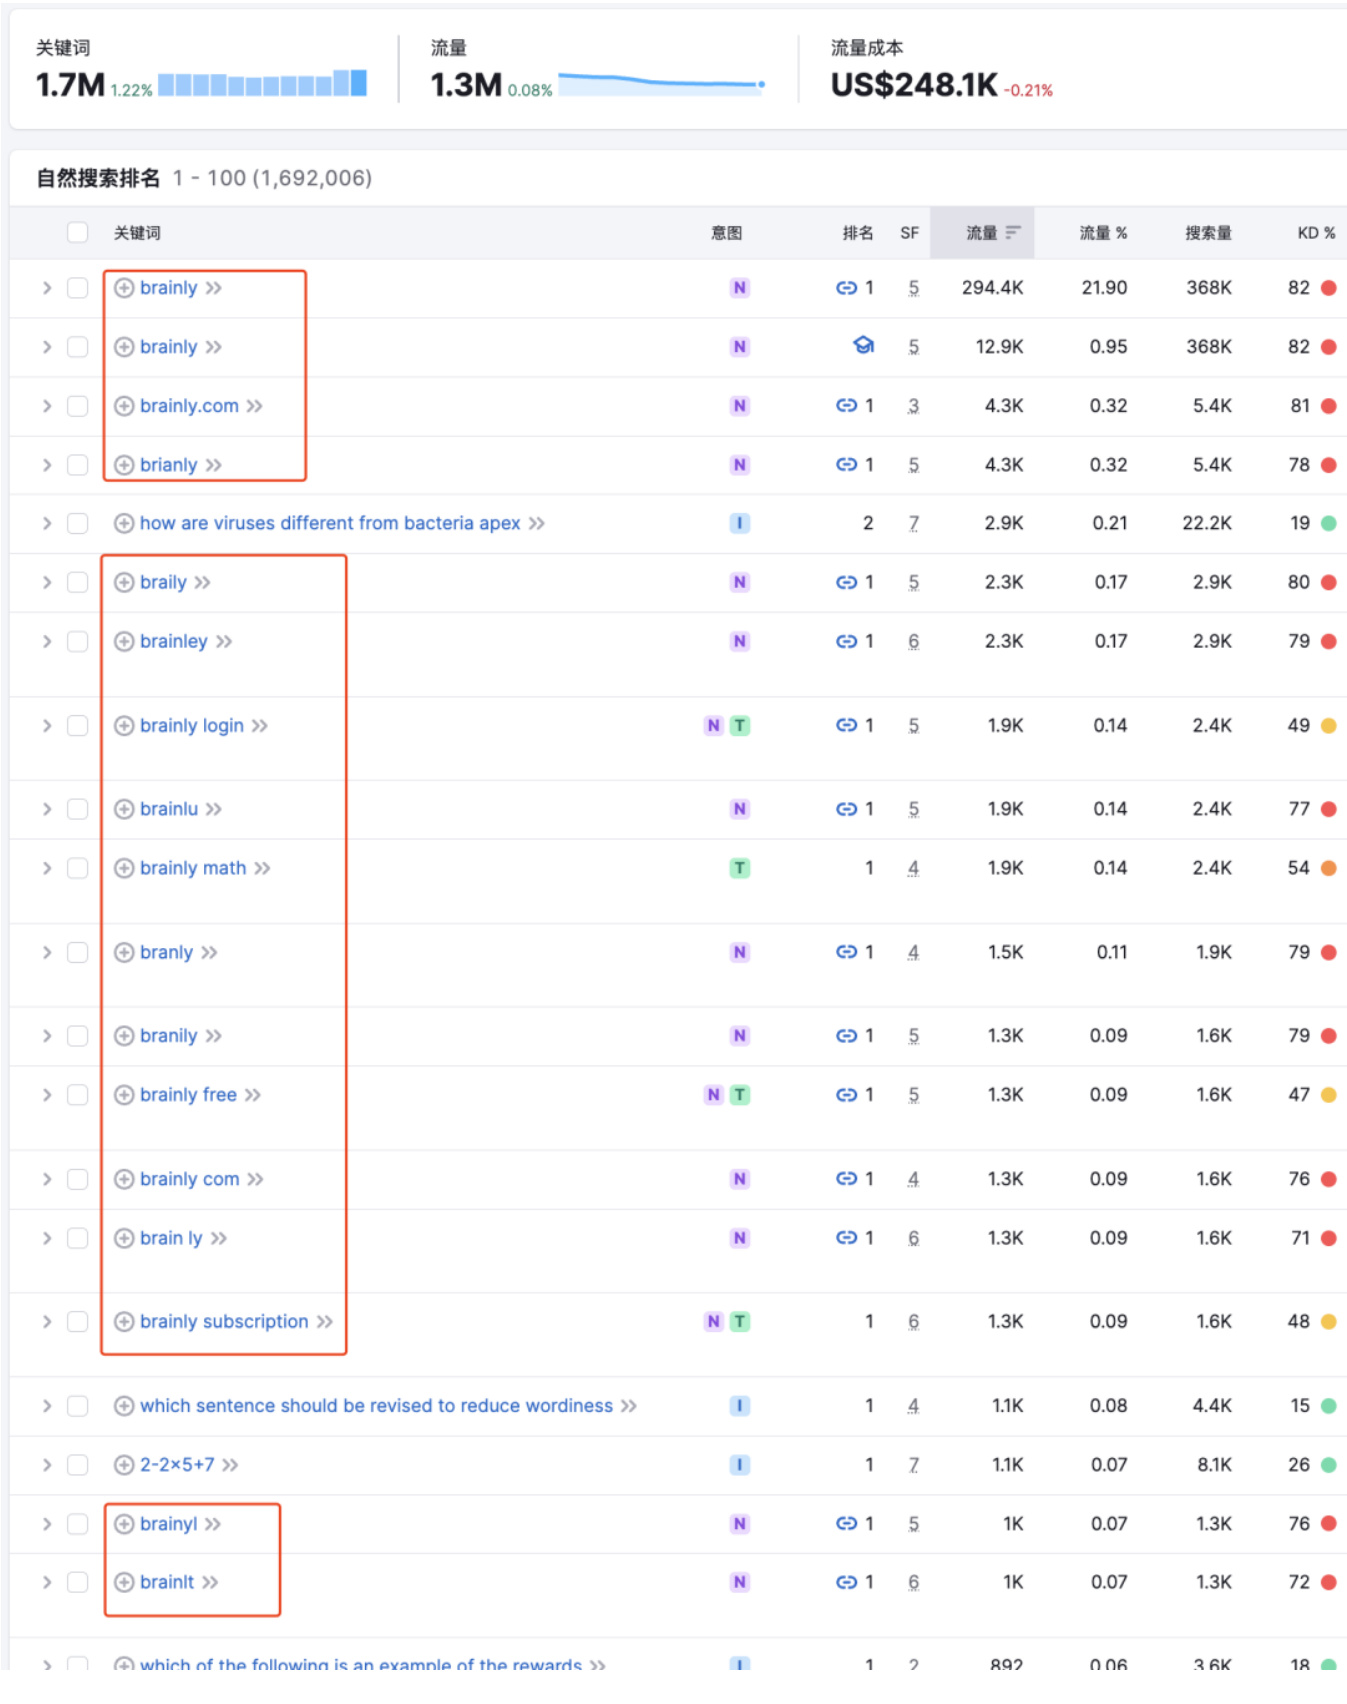 关键词 流量 流量成本
1.7M 1.22% 1.3M 0.08% US$248.1K -0.21%
自然搜索排名 1 - 100 (1,692,006)
关键词 意图 排名 SF 流量 流量 % 搜索量 KD %
brainly N 1 5 294.4K 21.90 368K 82
brainly N 5 12.9K 0.95 368K 82
brainly.com N 1 3 4.3K 0.32 5.4K 81
brianly N 1 5 4.3K 0.32 5.4K 78
how are viruses different from bacteria apex I 2 7 2.9K 0.21 22.2K 19
braily N 1 5 2.3K 0.17 2.9K 80
brainley N 1 6 2.3K 0.17 2.9K 79
brainly login N T 1 5 1.9K 0.14 2.4K 49
brainlu N 1 5 1.9K 0.14 2.4K 77
brainly math T 1 4 1.9K 0.14 2.4K 54
branly N 1 4 1.5K 0.11 1.9K 79
branily N 1 5 1.3K 0.09 1.6K 79
brainly free N T 1 5 1.3K 0.09 1.6K 47
brainly com N 1 4 1.3K 0.09 1.6K 76
brain ly N 1 6 1.3K 0.09 1.6K 71
brainly subscription N T 1 6 1.3K 0.09 1.6K 48
which sentence should be revised to reduce wordiness I 1 4 1.1K 0.08 4.4K 15
2-2×5+7 I 1 7 1.1K 0.07 8.1K 26
brainyl N 1 5 1K 0.07 1.3K 76
brainlt N 1 6 1K 0.07 1.3K 72
which of the following is an example of the rewards I 1 2 892 0.06 3.6K 18